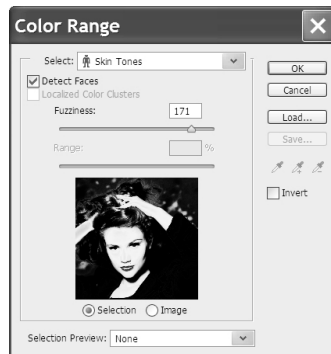 Color Range
Select: Skin Tones
OK
Detect Faces
Cancel
Localized Color Clusters
Fuzziness: 171
Load...
Save...
Range: %
Invert
Selection Image
Selection Preview: None